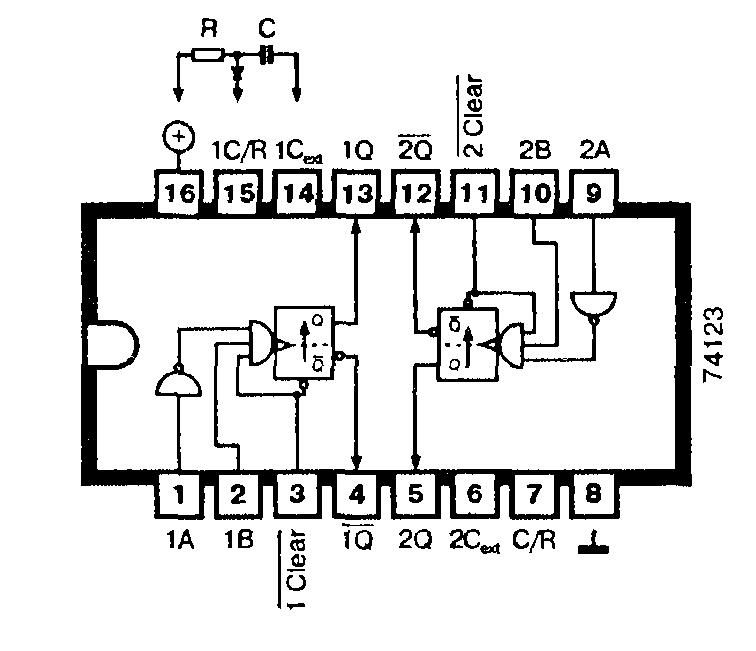 R C
+
1C/R 1Cext 1Q 2Q 2 Clear 2B 2A
16 15 14 13 12 11 10 9
Q Q
Q Q
74123
1 2 3 4 5 6 7 8
1A 1B 1 Clear 1Q 2Q 2Cext C/R